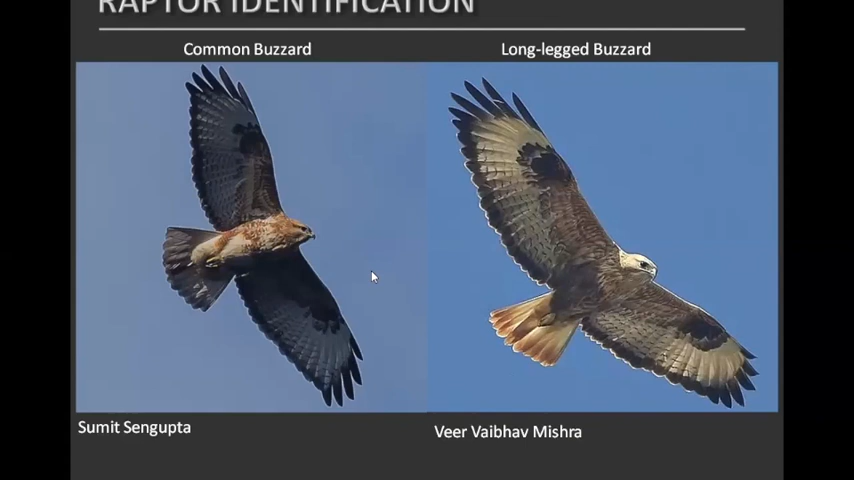 RAPTOR IDENTIFICATION
Common Buzzard
Long-legged Buzzard
Sumit Sengupta
Veer Vaibhav Mishra